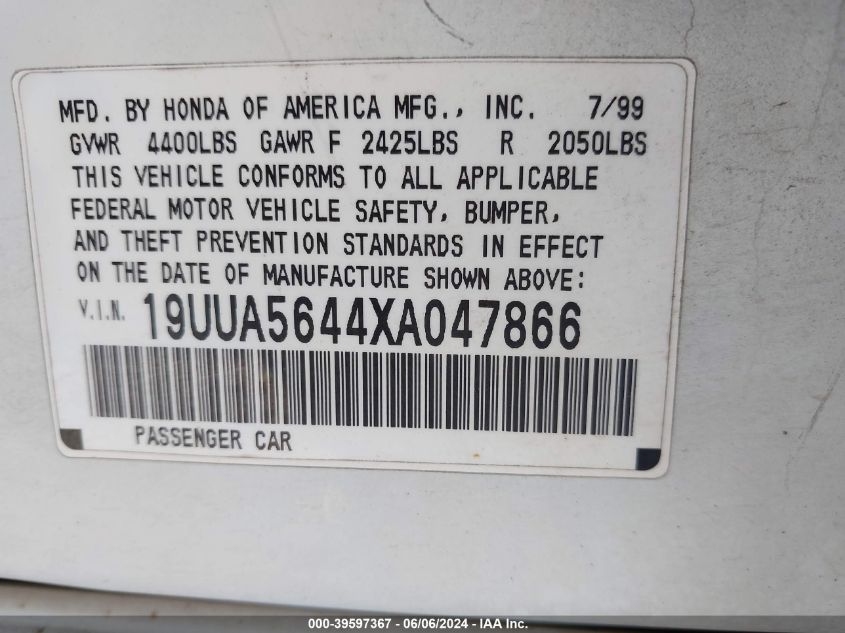 MFD. BY HONDA OF AMERICA MFG., INC. 7/99
GVWR 4400LBS GAWR F 2425LBS R 2050LBS
THIS VEHICLE CONFORMS TO ALL APPLICABLE
FEDERAL MOTOR VEHICLE SAFETY, BUMPER,
AND THEFT PREVENTION STANDARDS IN EFFECT
ON THE DATE OF MANUFACTURE SHOWN ABOVE:
V.I.N. 19UUA5644XA047866
PASSENGER CAR
000-39597367 - 06/06/2024 - IAA Inc.